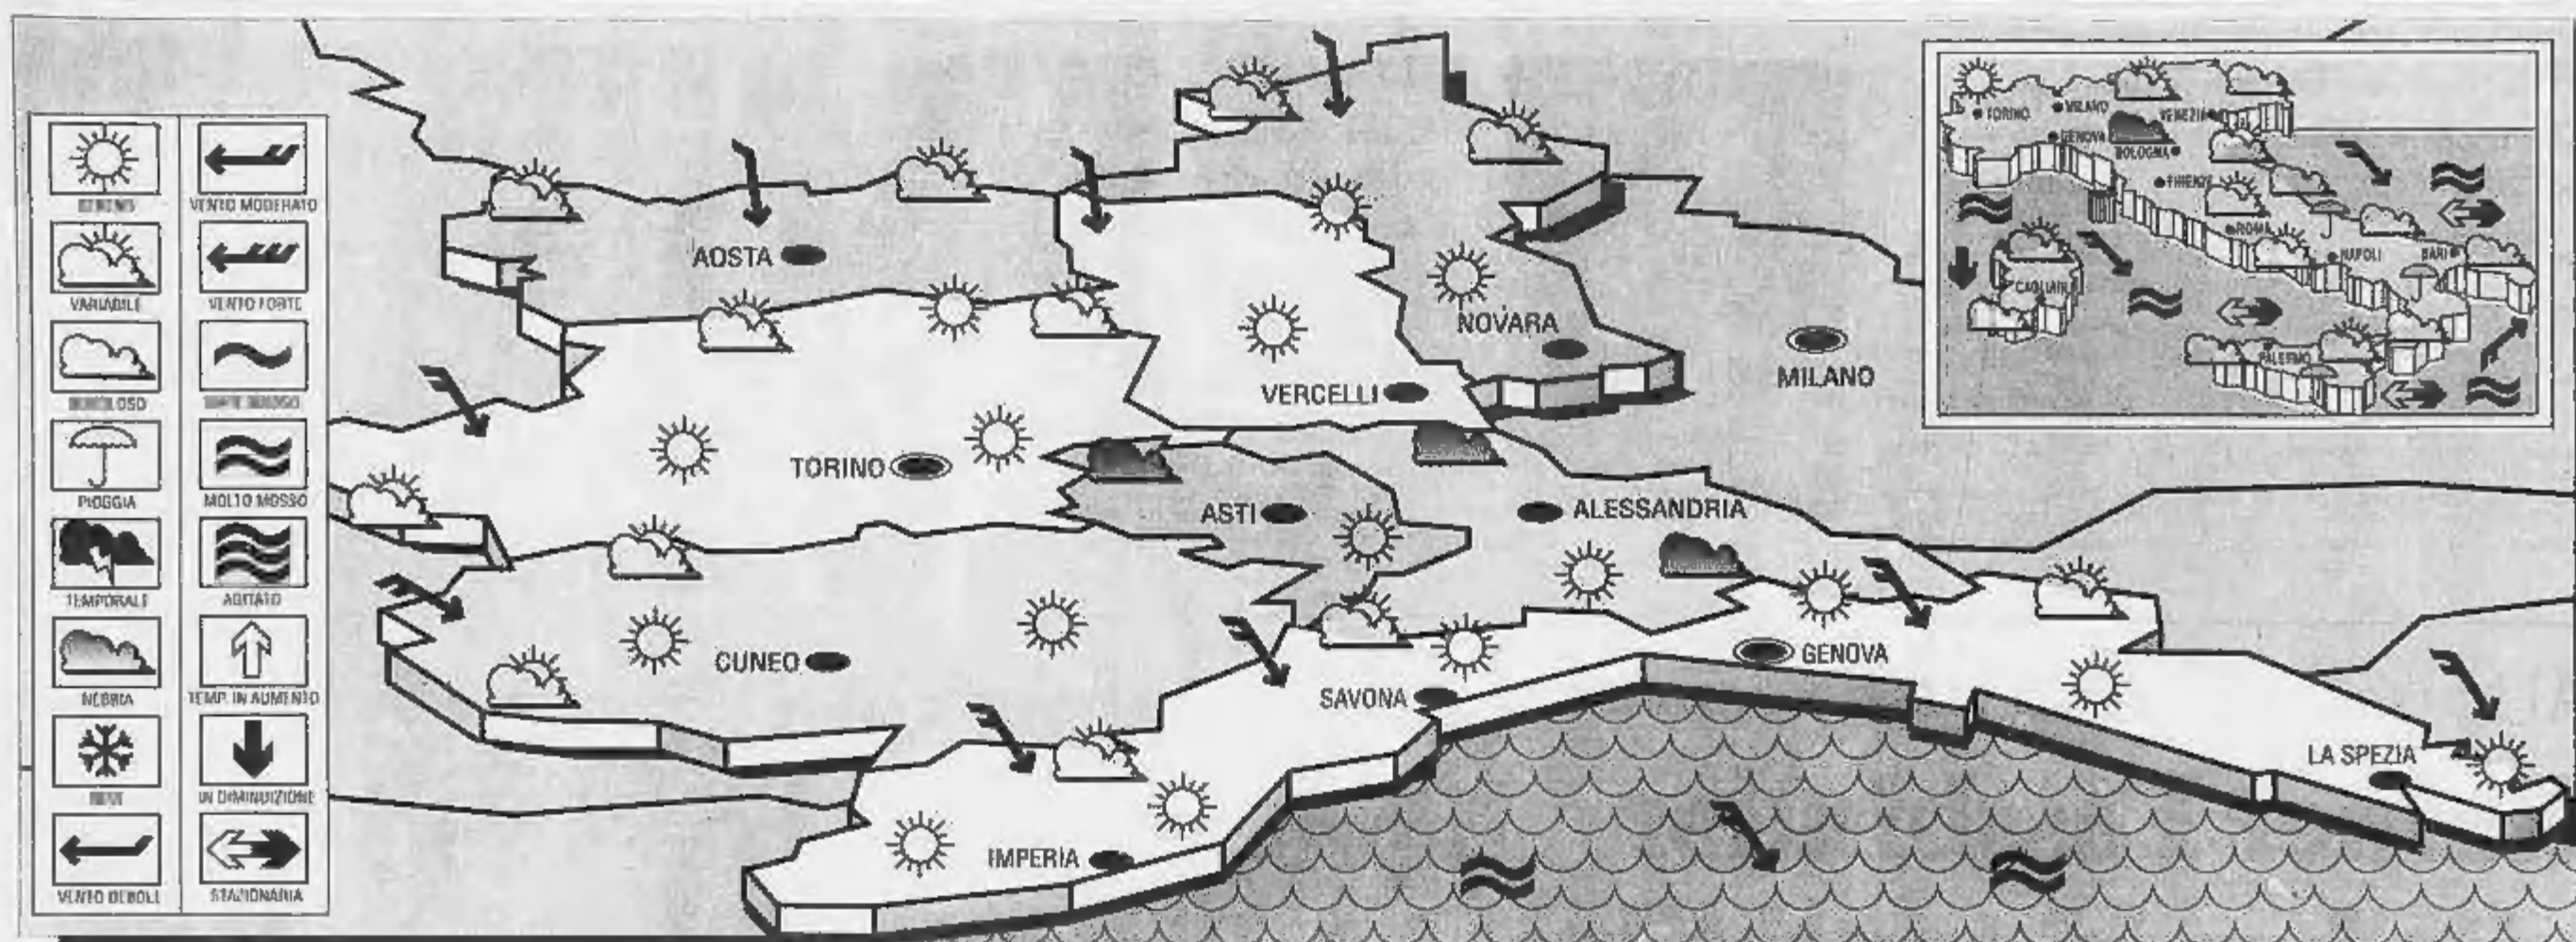 VENTO MODERATO
VARIABILE
VENTO FORTE
PIOGGIA
MOLTO MOSSO
TEMPORALE
AGITATO
NEBBIA
TEMP. IN AUMENTO
IN DIMINUIZIONE
VENTO DEBOLE
STAZIONARIA
AOSTA
NOVARA
MILANO
VERCELLI
TORINO
ASTI
ALESSANDRIA
CUNEO
GENOVA
SAVONA
LA SPEZIA
IMPERIA
TORINO
MILANO
VENEZIA
GENOVA
BOLOGNA
FIRENZE
ROMA
NAPOLI
BARI
CAGLIARI
PALERMO